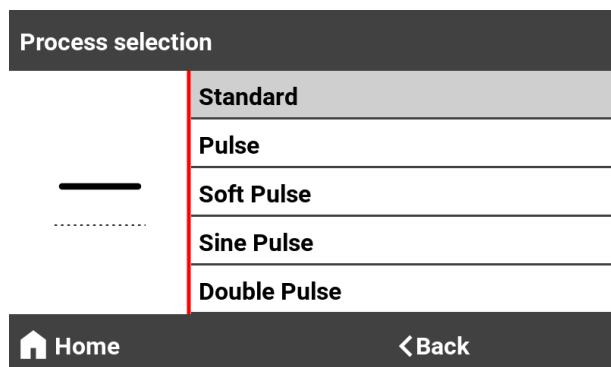 Process selection
Standard
Pulse
Soft Pulse
Sine Pulse
Double Pulse
Home
Back